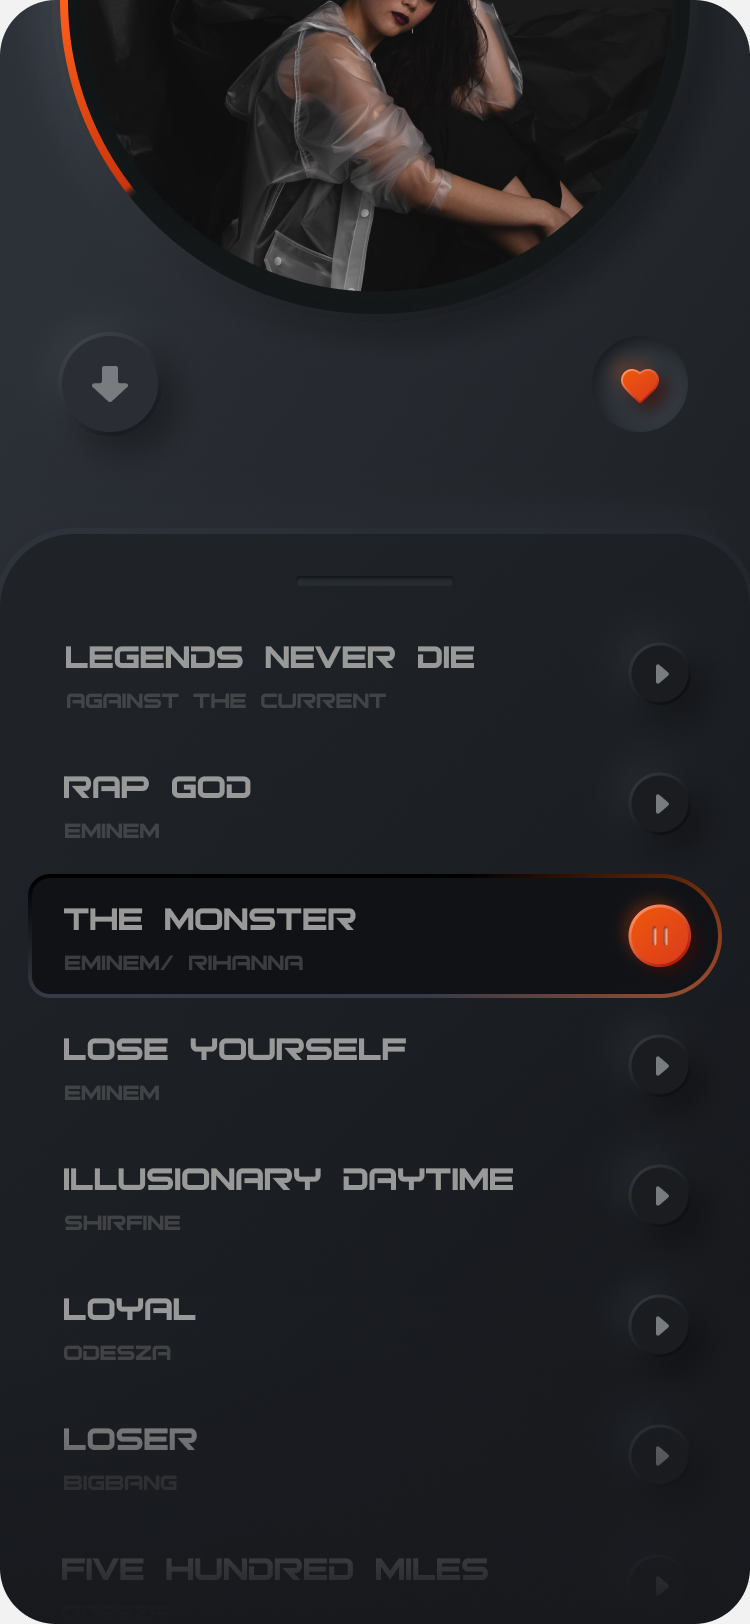 LEGENDS NEVER DIE
AGAINST THE CURRENT
RAP GOD
EMINEM
THE MONSTER
EMINEM/ RIHANNA
LOSE YOURSELF
EMINEM
ILLUSIONARY DAYTIME
SHIRFINE
LOYAL
ODESZA
LOSER
BIGBANG
FIVE HUNDRED MILES